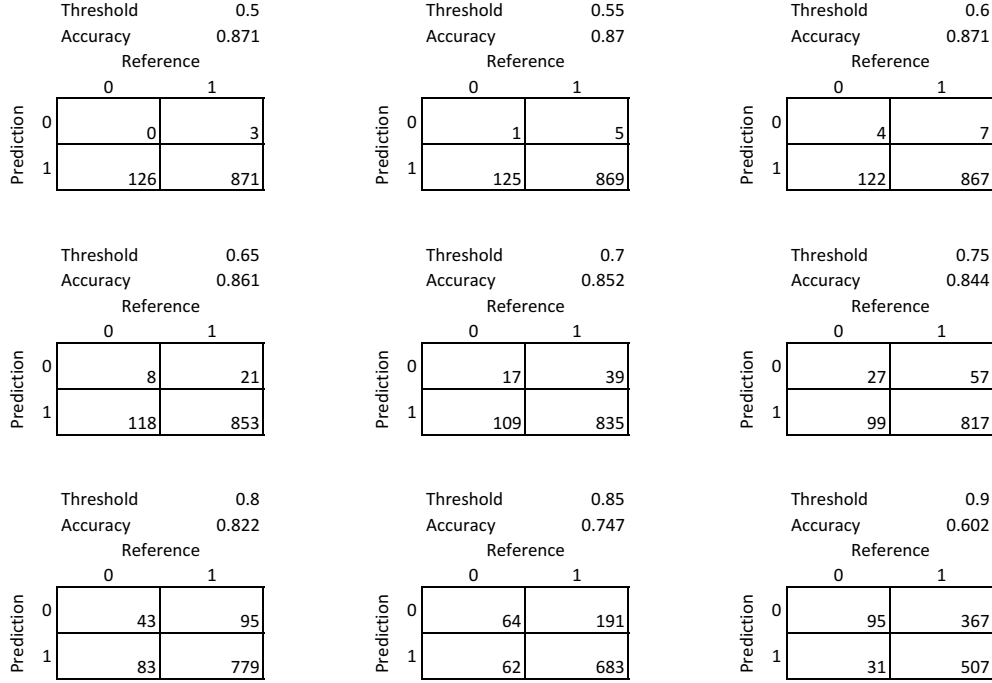 Threshold 0.5
Accuracy 0.871
Reference
0 1
Prediction
0 0 3
1 126 871
Threshold 0.55
Accuracy 0.87
Reference
0 1
Prediction
0 1 5
1 125 869
Threshold 0.6
Accuracy 0.871
Reference
0 1
Prediction
0 4 7
1 122 867
Threshold 0.65
Accuracy 0.861
Reference
0 1
Prediction
0 8 21
1 118 853
Threshold 0.7
Accuracy 0.852
Reference
0 1
Prediction
0 17 39
1 109 835
Threshold 0.75
Accuracy 0.844
Reference
0 1
Prediction
0 27 57
1 99 817
Threshold 0.8
Accuracy 0.822
Reference
0 1
Prediction
0 43 95
1 83 779
Threshold 0.85
Accuracy 0.747
Reference
0 1
Prediction
0 64 191
1 62 683
Threshold 0.9
Accuracy 0.602
Reference
0 1
Prediction
0 95 367
1 31 507